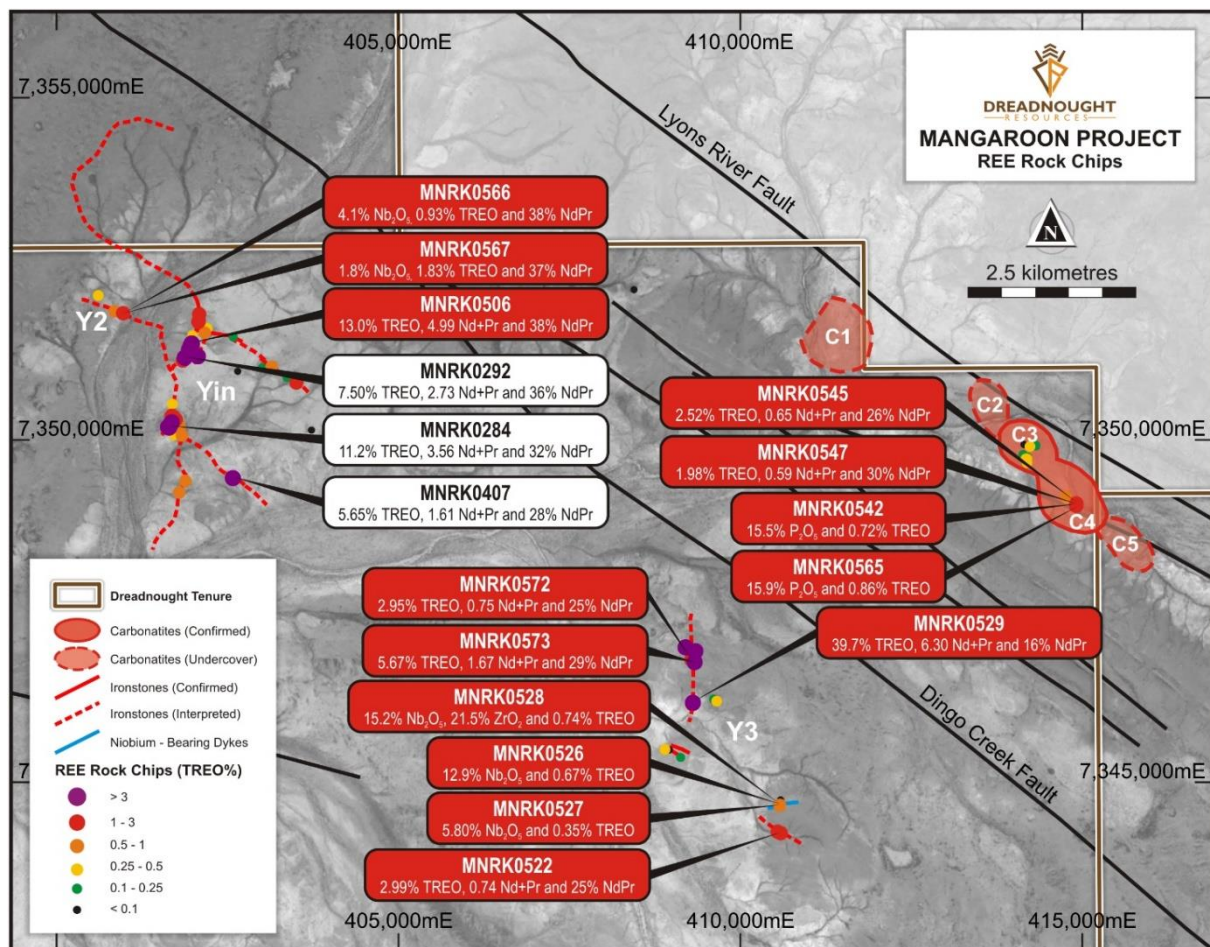 405,000mE
410,000mE
7,355,000mE
DREADNOUGHT
RESOURCES
MANGAROON PROJECT
REE Rock Chips
N
2.5 kilometres
Lyons River Fault
MNRK0566
4.1% Nb₂O₅, 0.93% TREO and 38% NdPr
MNRK0567
1.8% Nb₂O₅, 1.83% TREO and 37% NdPr
MNRK0506
13.0% TREO, 4.99 Nd+Pr and 38% NdPr
MNRK0292
7.50% TREO, 2.73 Nd+Pr and 36% NdPr
MNRK0284
11.2% TREO, 3.56 Nd+Pr and 32% NdPr
MNRK0407
5.65% TREO, 1.61 Nd+Pr and 28% NdPr
Y2
Yin
7,350,000mE
C1
C2
C3
C4
C5
7,350,000mE
MNRK0545
2.52% TREO, 0.65 Nd+Pr and 26% NdPr
MNRK0547
1.98% TREO, 0.59 Nd+Pr and 30% NdPr
MNRK0542
15.5% P₂O₅ and 0.72% TREO
MNRK0565
15.9% P₂O₅ and 0.86% TREO
MNRK0529
39.7% TREO, 6.30 Nd+Pr and 16% NdPr
MNRK0572
2.95% TREO, 0.75 Nd+Pr and 25% NdPr
MNRK0573
5.67% TREO, 1.67 Nd+Pr and 29% NdPr
MNRK0528
15.2% Nb₂O₅, 21.5% ZrO₂ and 0.74% TREO
MNRK0526
12.9% Nb₂O₅ and 0.67% TREO
MNRK0527
5.80% Nb₂O₅ and 0.35% TREO
MNRK0522
2.99% TREO, 0.74 Nd+Pr and 25% NdPr
Y3
Dingo Creek Fault
7,345,000mE
Dreadnought Tenure
Carbonatites (Confirmed)
Carbonatites (Undercover)
Ironstones (Confirmed)
Ironstones (Interpreted)
Niobium - Bearing Dykes
REE Rock Chips (TREO%)
> 3
1 - 3
0.5 - 1
0.25 - 0.5
0.1 - 0.25
< 0.1
405,000mE
410,000mE
415,000mE